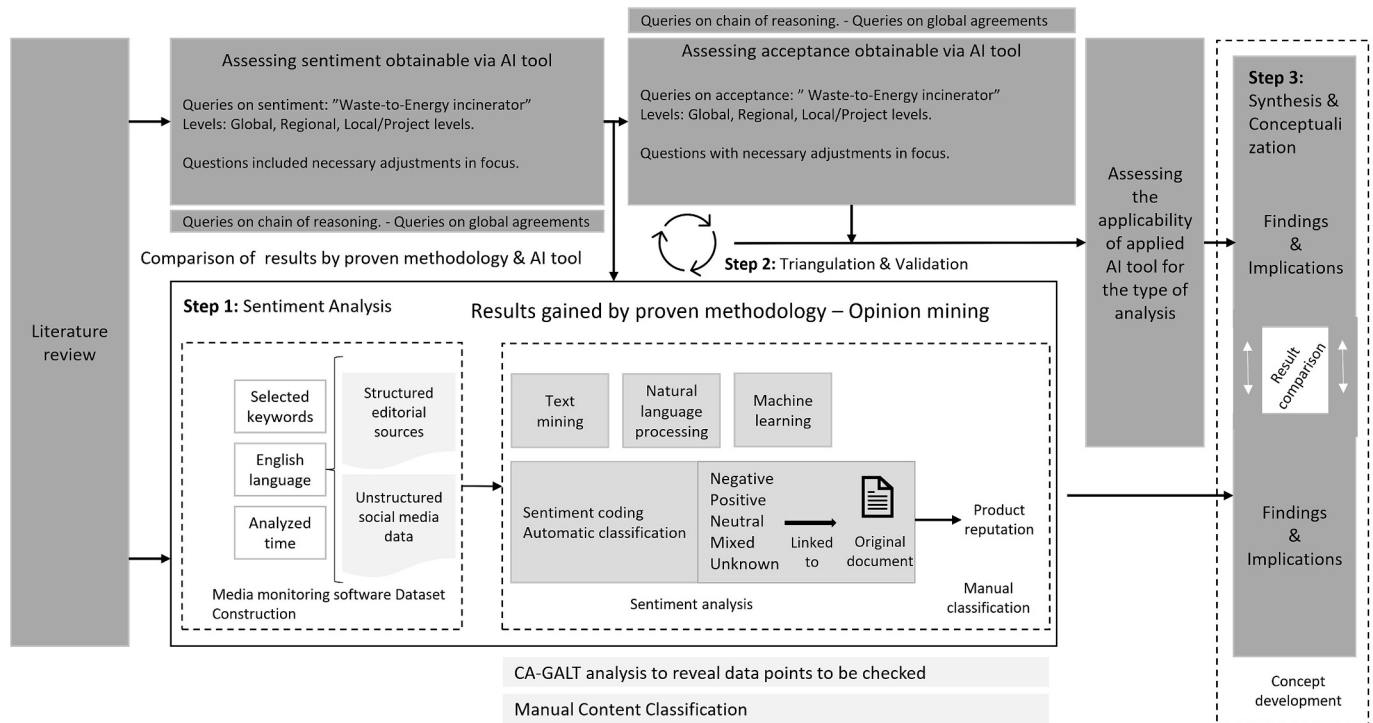 Queries on chain of reasoning. - Queries on global agreements
Assessing sentiment obtainable via AI tool
Queries on sentiment: ”Waste-to-Energy incinerator”
Levels: Global, Regional, Local/Project levels.
Questions included necessary adjustments in focus.
Queries on chain of reasoning. - Queries on global agreements
Assessing acceptance obtainable via AI tool
Queries on acceptance: ” Waste-to-Energy incinerator”
Levels: Global, Regional, Local/Project levels.
Questions with necessary adjustments in focus.
Literature
review
Comparison of results by proven methodology & AI tool
Step 2: Triangulation & Validation
Assessing
the
applicability
of applied
AI tool for
the type of
analysis
Step 3:
Synthesis &
Conceptuali
zation
Findings
&
Implications
Result
comparison
Findings
&
Implications
Concept
development
Step 1: Sentiment Analysis
Results gained by proven methodology – Opinion mining
Selected
keywords
English
language
Analyzed
time
Structured
editorial
sources
Unstructured
social media
data
Media monitoring software Dataset
Construction
Text
mining
Natural
language
processing
Machine
learning
Sentiment coding
Automatic classification
Negative
Positive
Neutral
Mixed
Unknown
Linked
to
Original
document
Product
reputation
Sentiment analysis
Manual
classification
CA-GALT analysis to reveal data points to be checked
Manual Content Classification